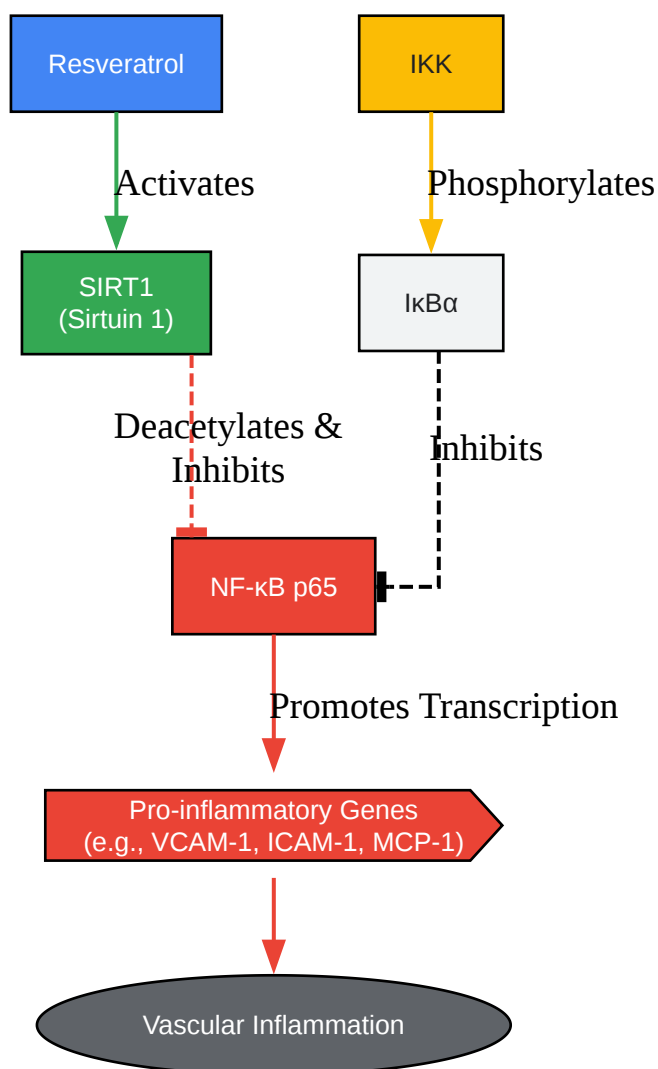 Resveratrol
IKK
Activates
Phosphorylates
SIRT1
(Sirtuin 1)
IκBα
Deacetylates &
Inhibits
Inhibits
NF-κB p65
Promotes Transcription
Pro-inflammatory Genes
(e.g., VCAM-1, ICAM-1, MCP-1)
Vascular Inflammation